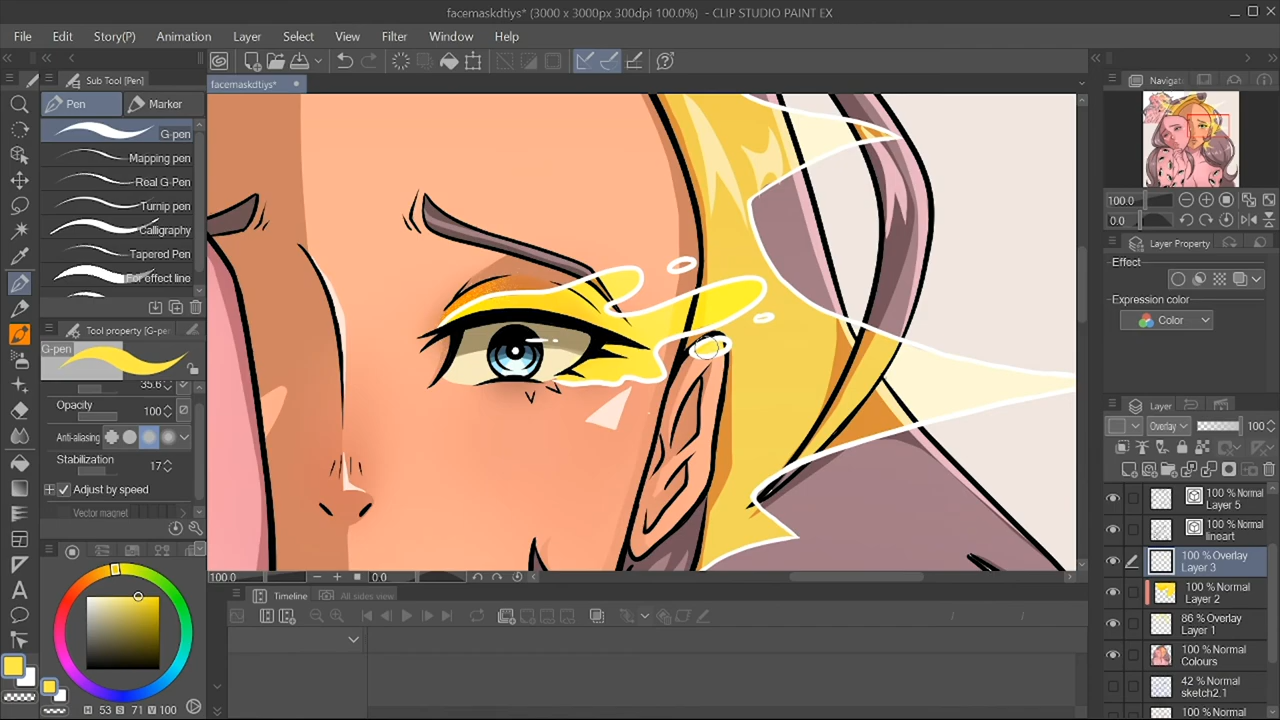 facemaskdtiys* (3000 x 3000px 300dpi 100.0%) - CLIP STUDIO PAINT EX
File Edit Story(P) Animation Layer Select View Filter Window Help
Sub Tool [Pen]
facemaskdtiys*
Navigat
Pen Marker
G-pen
Mapping pen
Real G-Pen
Turnip pen
Calligraphy
Tapered Pen
For effect line
100.0
0.0
Layer Property
Effect
Expression color
Color
Tool property [G-pe
G-pen
35.6
Opacity 100
Anti-aliasing
Stabilization 17
Adjust by speed
Vector magnet
Layer
Overlay 100
100 % Normal
Layer 5
100 % Normal
lineart
100 % Overlay
Layer 3
100 % Normal
Layer 2
86 % Overlay
Layer 1
100 % Normal
Colours
42 % Normal
sketch2.1
100 % Normal
100.0 0.0
Timeline All sides view
H 53 S 71 V 100